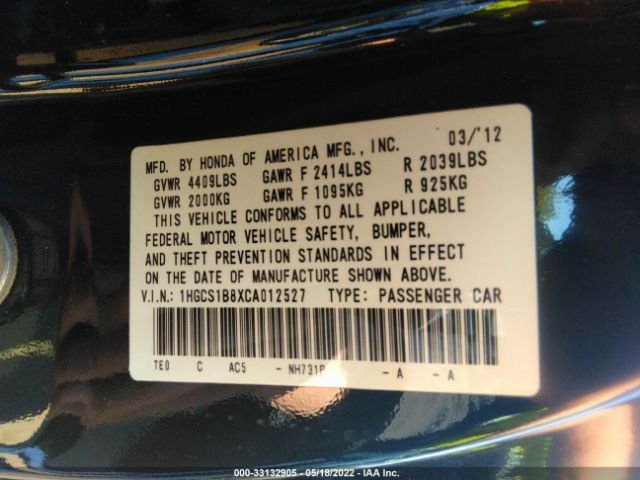 MFD. BY HONDA OF AMERICA MFG., INC. 03/'12
GVWR 4409LBS GAWR F 2414LBS R 2039LBS
GVWR 2000KG GAWR F 1095KG R 925KG
THIS VEHICLE CONFORMS TO ALL APPLICABLE
FEDERAL MOTOR VEHICLE SAFETY, BUMPER,
AND THEFT PREVENTION STANDARDS IN EFFECT
ON THE DATE OF MANUFACTURE SHOWN ABOVE.
V.I.N.: 1HGCS1B8XCA012527 TYPE: PASSENGER CAR
TE0 C AC5 - NH731P - A - A
000-33132905 - 05/18/2022 - IAA Inc.